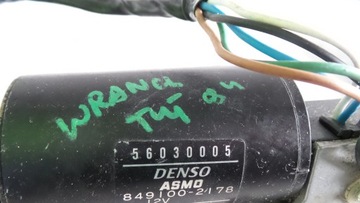 WRANGL
TYŁ 94
56030005
DENSO
ASMO
849100-2178
12V